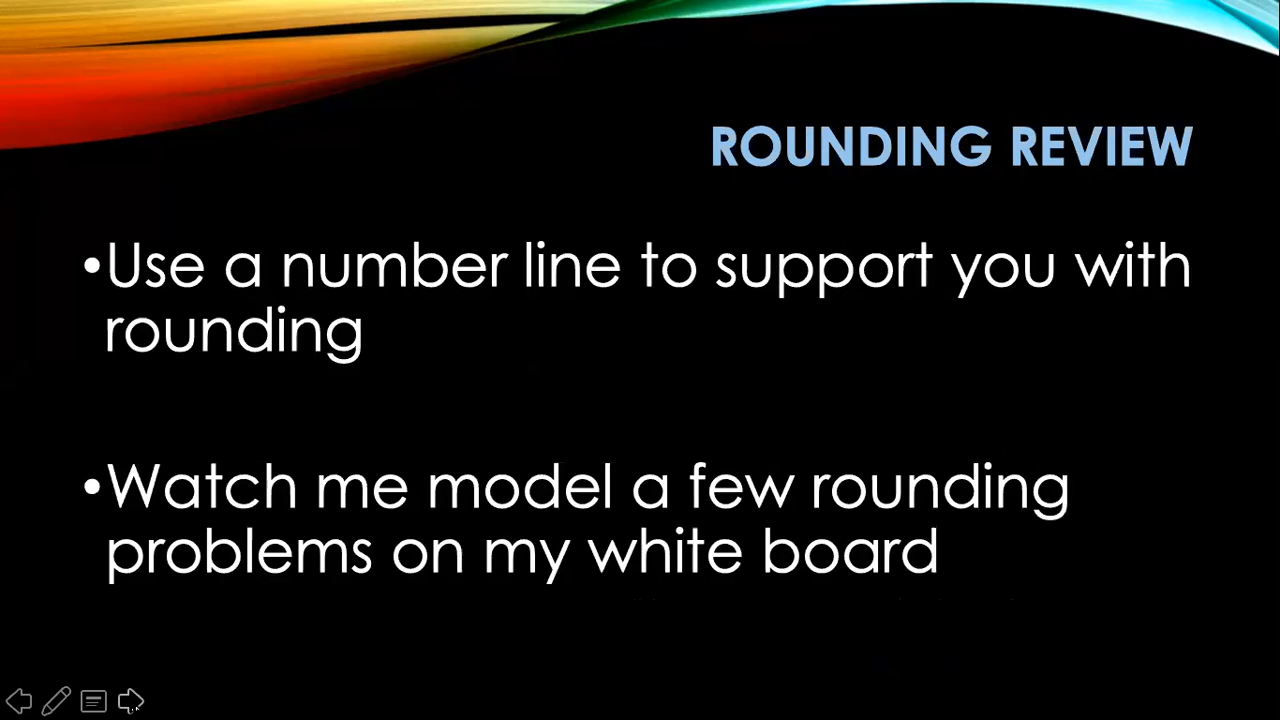 ROUNDING REVIEW
•Use a number line to support you with
rounding
•Watch me model a few rounding
problems on my white board